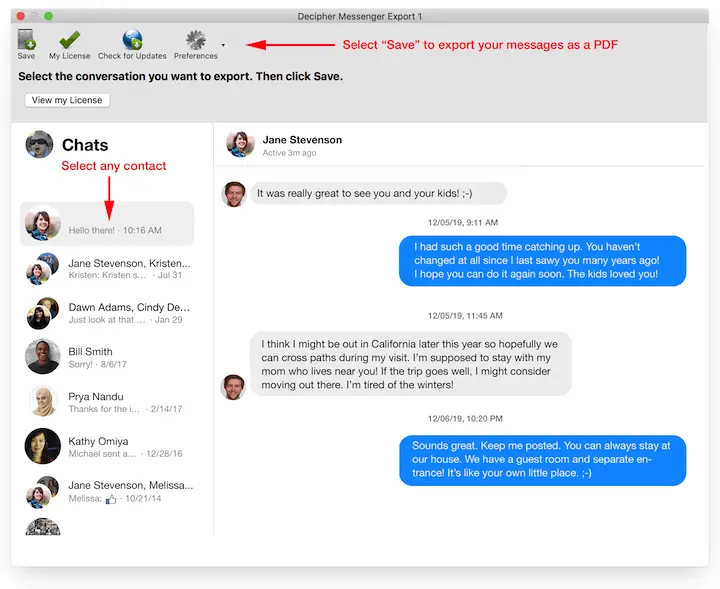 Decipher Messenger Export 1
Save My License Check for Updates Preferences
Select “Save” to export your messages as a PDF
Select the conversation you want to export. Then click Save.
View my License
Chats
Select any contact
Hello there! · 10:16 AM
Jane Stevenson, Kristen...
Kristen: Kristen s... · Jul 31
Dawn Adams, Cindy De...
Just look at that ... · Jan 29
Bill Smith
Sorry! · 8/6/17
Prya Nandu
Thanks for the i... · 2/14/17
Kathy Omiya
Michael sent a... · 12/28/16
Jane Stevenson, Melissa...
Melissa: 👍 · 10/21/14
Jane Stevenson
Active 3m ago
It was really great to see you and your kids! ;-)
12/05/19, 9:11 AM
I had such a good time catching up. You haven’t
changed at all since I last sawy you many years ago!
I hope you can do it again soon. The kids loved you!
12/05/19, 11:45 AM
I think I might be out in California later this year so hopefully we
can cross paths during my visit. I’m supposed to stay with my
mom who lives near you! If the trip goes well, I might consider
moving out there. I’m tired of the winters!
12/06/19, 10:20 PM
Sounds great. Keep me posted. You can always stay at
our house. We have a guest room and separate en-
trance! It’s like your own little place. ;-)